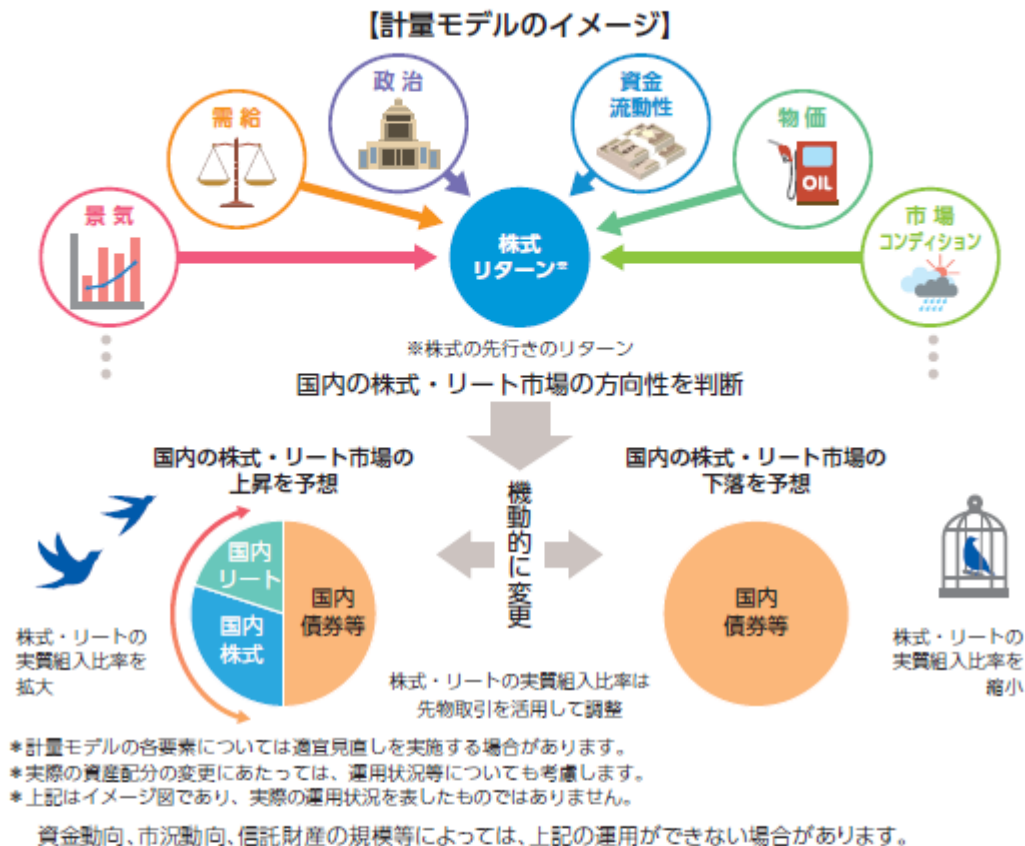 【計量モデルのイメージ】
政治
資金
流動性
需給
物価
OIL
景気
市場
コンディション
株式
リターン※
※株式の先行きのリターン
国内の株式・リート市場の方向性を判断
国内の株式・リート市場の
上昇を予想
国内の株式・リート市場の
下落を予想
機動的に変更
国内
リート
国内
株式
国内
債券等
国内
債券等
株式・リートの
実質組入比率を
拡大
株式・リートの
実質組入比率を
縮小
株式・リートの実質組入比率は
先物取引を活用して調整
＊計量モデルの各要素については適宜見直しを実施する場合があります。
＊実際の資産配分の変更にあたっては、運用状況等についても考慮します。
＊上記はイメージ図であり、実際の運用状況を表したものではありません。
資金動向、市況動向、信託財産の規模等によっては、上記の運用ができない場合があります。